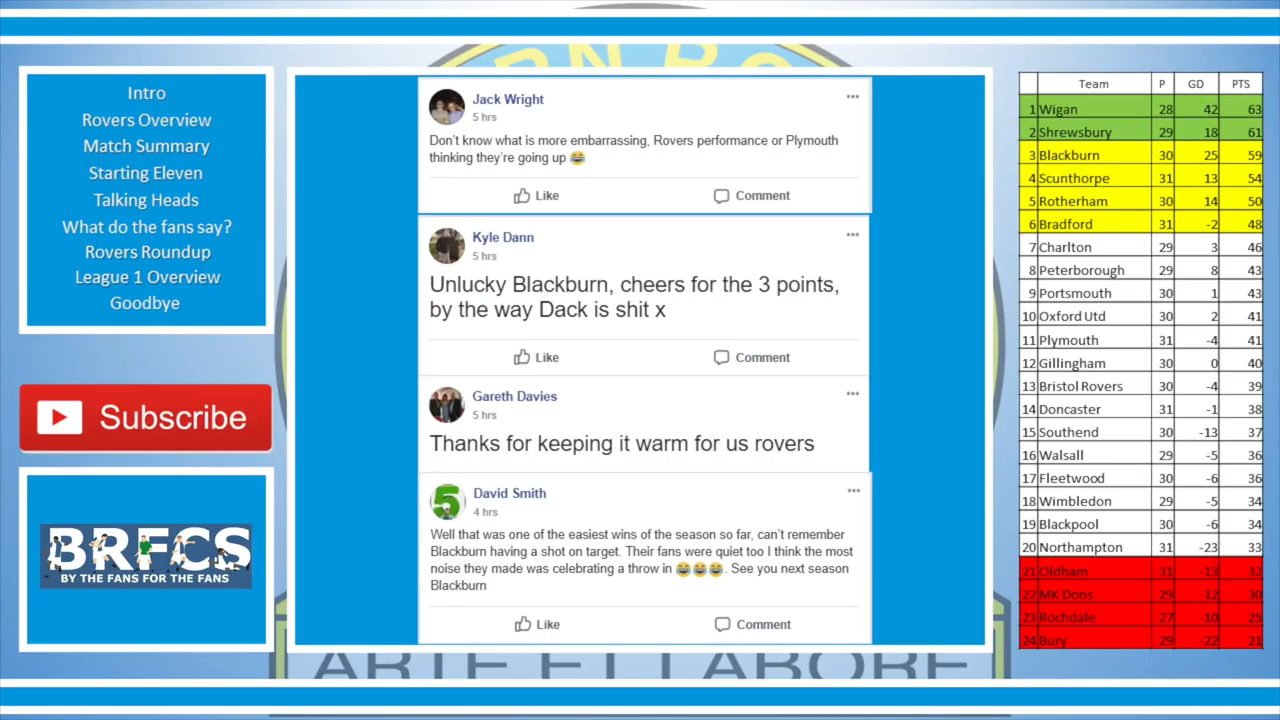 RN RO
Intro
Rovers Overview
Match Summary
Starting Eleven
Talking Heads
What do the fans say?
Rovers Roundup
League 1 Overview
Goodbye
Subscribe
BRFCS
BY THE FANS FOR THE FANS
Jack Wright
5 hrs
Don't know what is more embarrassing, Rovers performance or Plymouth
thinking they're going up 😂
Like Comment
Kyle Dann
5 hrs
Unlucky Blackburn, cheers for the 3 points,
by the way Dack is shit x
Like Comment
Gareth Davies
5 hrs
Thanks for keeping it warm for us rovers
5
David Smith
4 hrs
Well that was one of the easiest wins of the season so far, can't remember
Blackburn having a shot on target. Their fans were quiet too I think the most
noise they made was celebrating a throw in 😂😂😂. See you next season
Blackburn
Like Comment
Team P GD PTS
1 Wigan 28 42 63
2 Shrewsbury 29 18 61
3 Blackburn 30 25 59
4 Scunthorpe 31 13 54
5 Rotherham 30 14 50
6 Bradford 31 -2 48
7 Charlton 29 3 46
8 Peterborough 29 8 43
9 Portsmouth 30 1 43
10 Oxford Utd 30 2 41
11 Plymouth 31 -4 41
12 Gillingham 30 0 40
13 Bristol Rovers 30 -4 39
14 Doncaster 31 -1 38
15 Southend 30 -13 37
16 Walsall 29 -5 36
17 Fleetwood 30 -6 36
18 Wimbledon 29 -5 34
19 Blackpool 30 -6 34
20 Northampton 31 -23 33
21 Oldham 31 -13 32
22 MK Dons 29 -12 30
23 Rochdale 27 -10 25
24 Bury 29 -22 21
ARTE ET LABORE